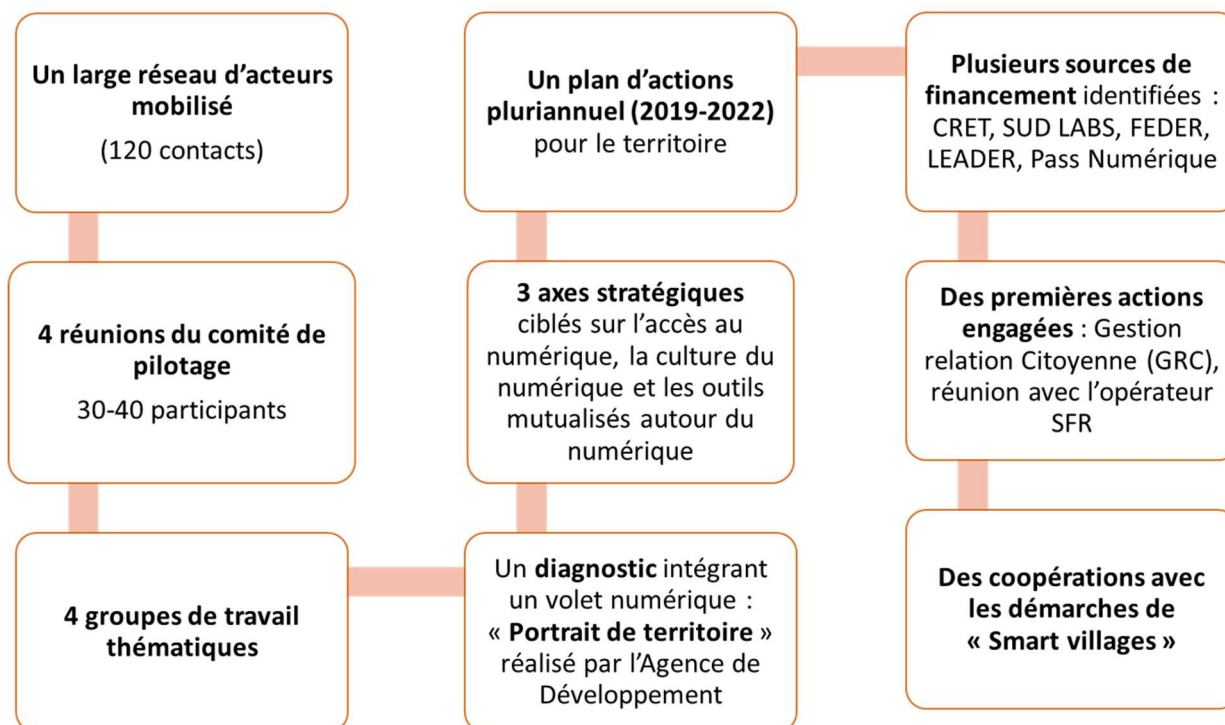 Un large réseau d'acteurs
mobilisé
(120 contacts)
4 réunions du comité de
pilotage
30-40 participants
4 groupes de travail
thématiques
Un diagnostic intégrant
un volet numérique :
« Portrait de territoire »
réalisé par l'Agence de
Développement
3 axes stratégiques
ciblés sur l'accès au
numérique, la culture du
numérique et les outils
mutualisés autour du
numérique
Un plan d'actions
pluriannuel (2019-2022)
pour le territoire
Plusieurs sources de
financement identifiées :
CRET, SUD LABS, FEDER,
LEADER, Pass Numérique
Des premières actions
engagées : Gestion
relation Citoyenne (GRC),
réunion avec l'opérateur
SFR
Des coopérations avec
les démarches de
« Smart villages »